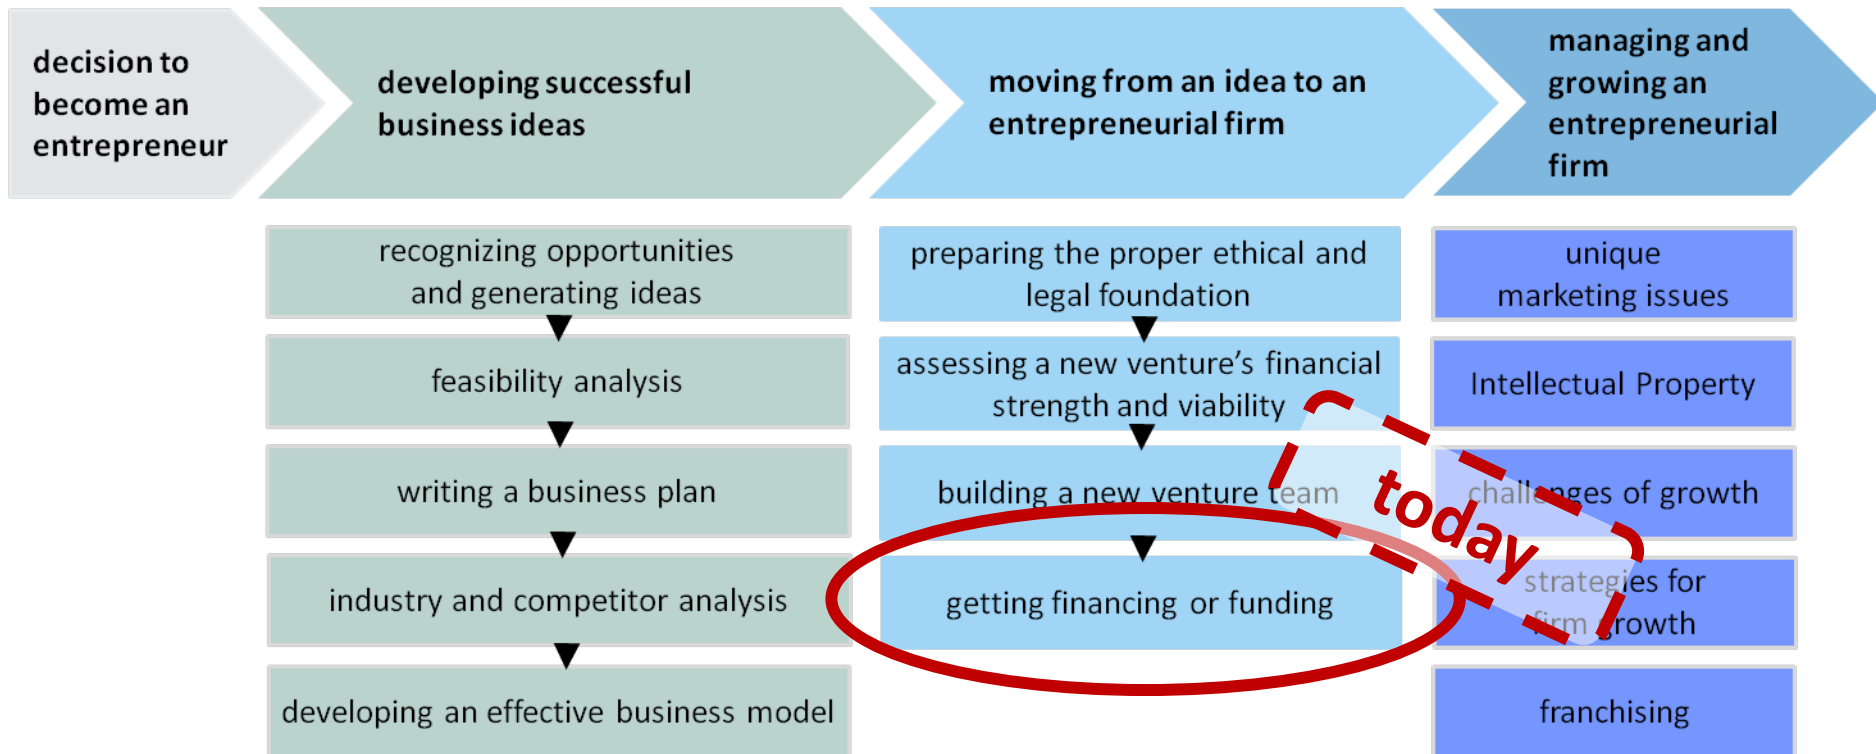 decision to
become an
entrepreneur
developing successful
business ideas
moving from an idea to an
entrepreneurial firm
managing and
growing an
entrepreneurial
firm
recognizing opportunities
and generating ideas
feasibility analysis
writing a business plan
industry and competitor analysis
developing an effective business model
preparing the proper ethical and
legal foundation
assessing a new venture’s financial
strength and viability
building a new venture team
getting financing or funding
unique
marketing issues
Intellectual Property
challenges of growth
strategies for
firm growth
franchising
today